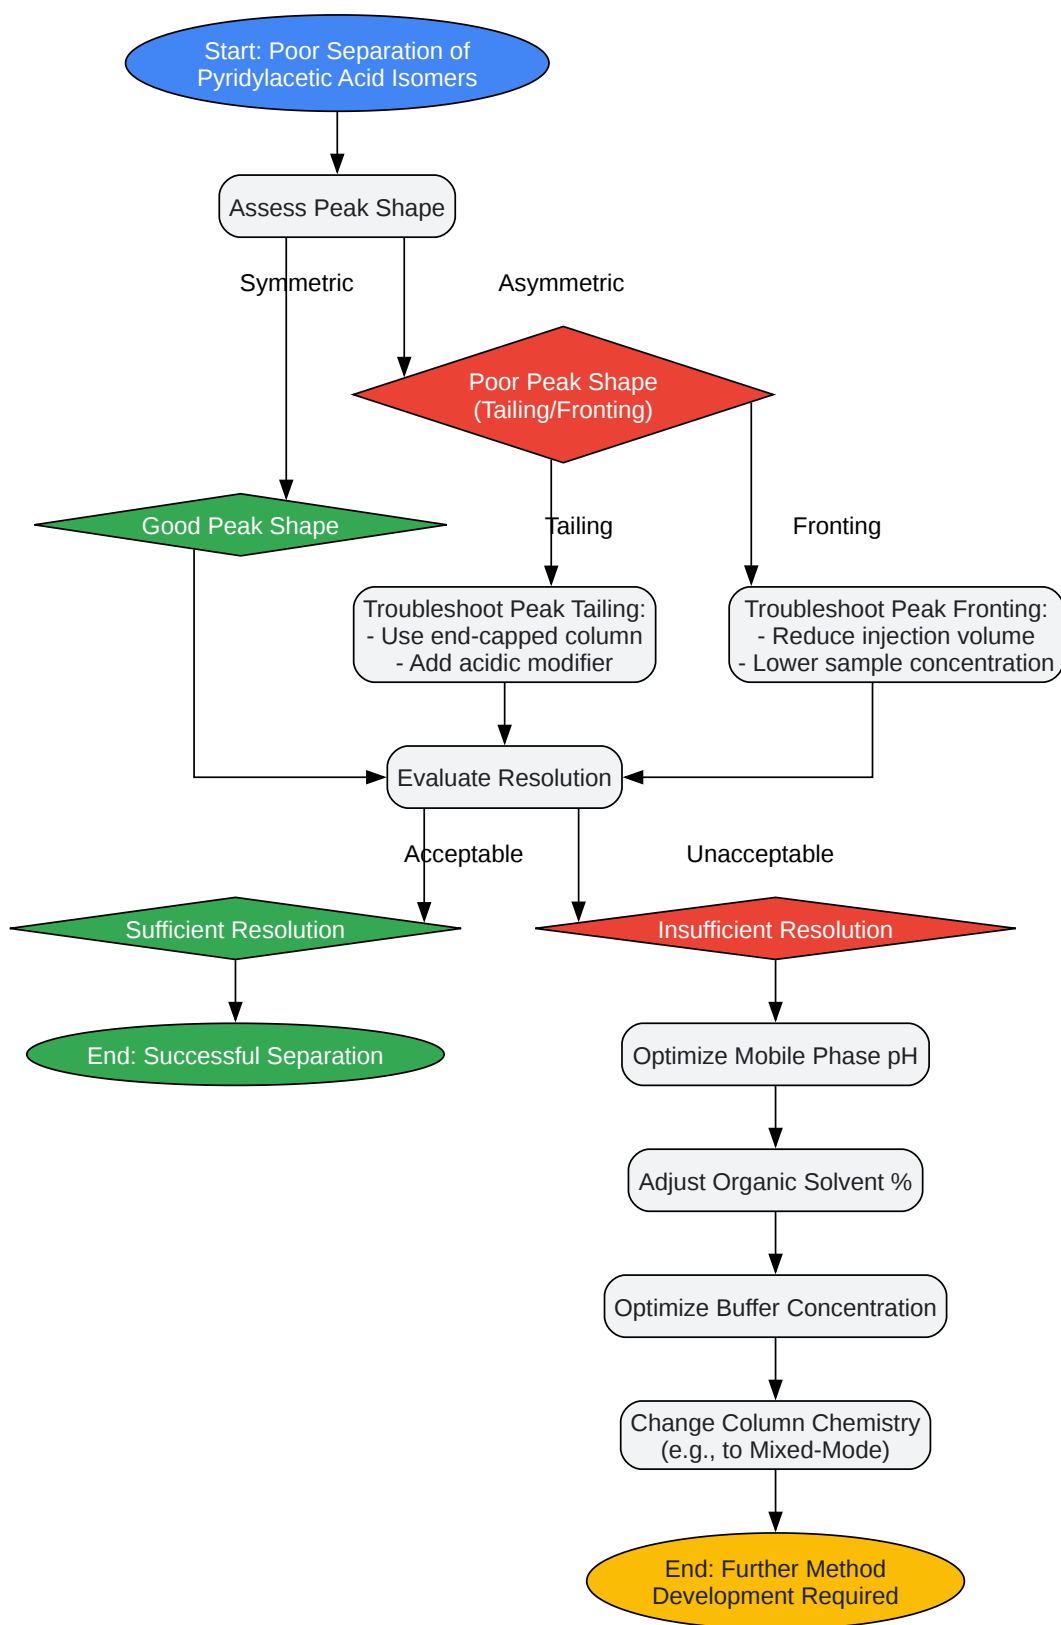 Start: Poor Separation of
Pyridylacetic Acid Isomers
Assess Peak Shape
Symmetric
Asymmetric
Poor Peak Shape
(Tailing/Fronting)
Good Peak Shape
Tailing
Fronting
Troubleshoot Peak Tailing:
- Use end-capped column
- Add acidic modifier
Troubleshoot Peak Fronting:
- Reduce injection volume
- Lower sample concentration
Evaluate Resolution
Acceptable
Unacceptable
Sufficient Resolution
Insufficient Resolution
End: Successful Separation
Optimize Mobile Phase pH
Adjust Organic Solvent %
Optimize Buffer Concentration
Change Column Chemistry
(e.g., to Mixed-Mode)
End: Further Method
Development Required